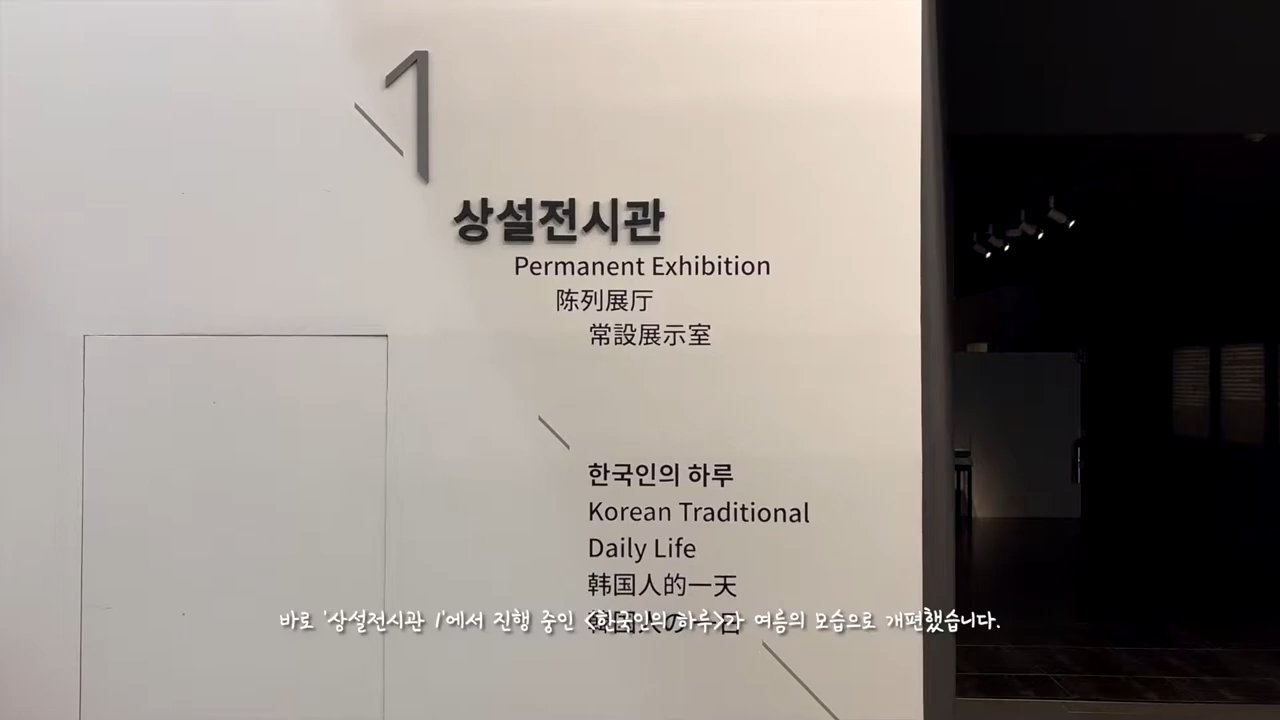 1
상설전시관
Permanent Exhibition
陈列展厅
常設展示室
한국인의 하루
Korean Traditional
Daily Life
韩国人的一天
바로 '상설전시관 1'에서 진행 중인 <한국인의 하루>가 여름의 모습으로 개편했습니다.